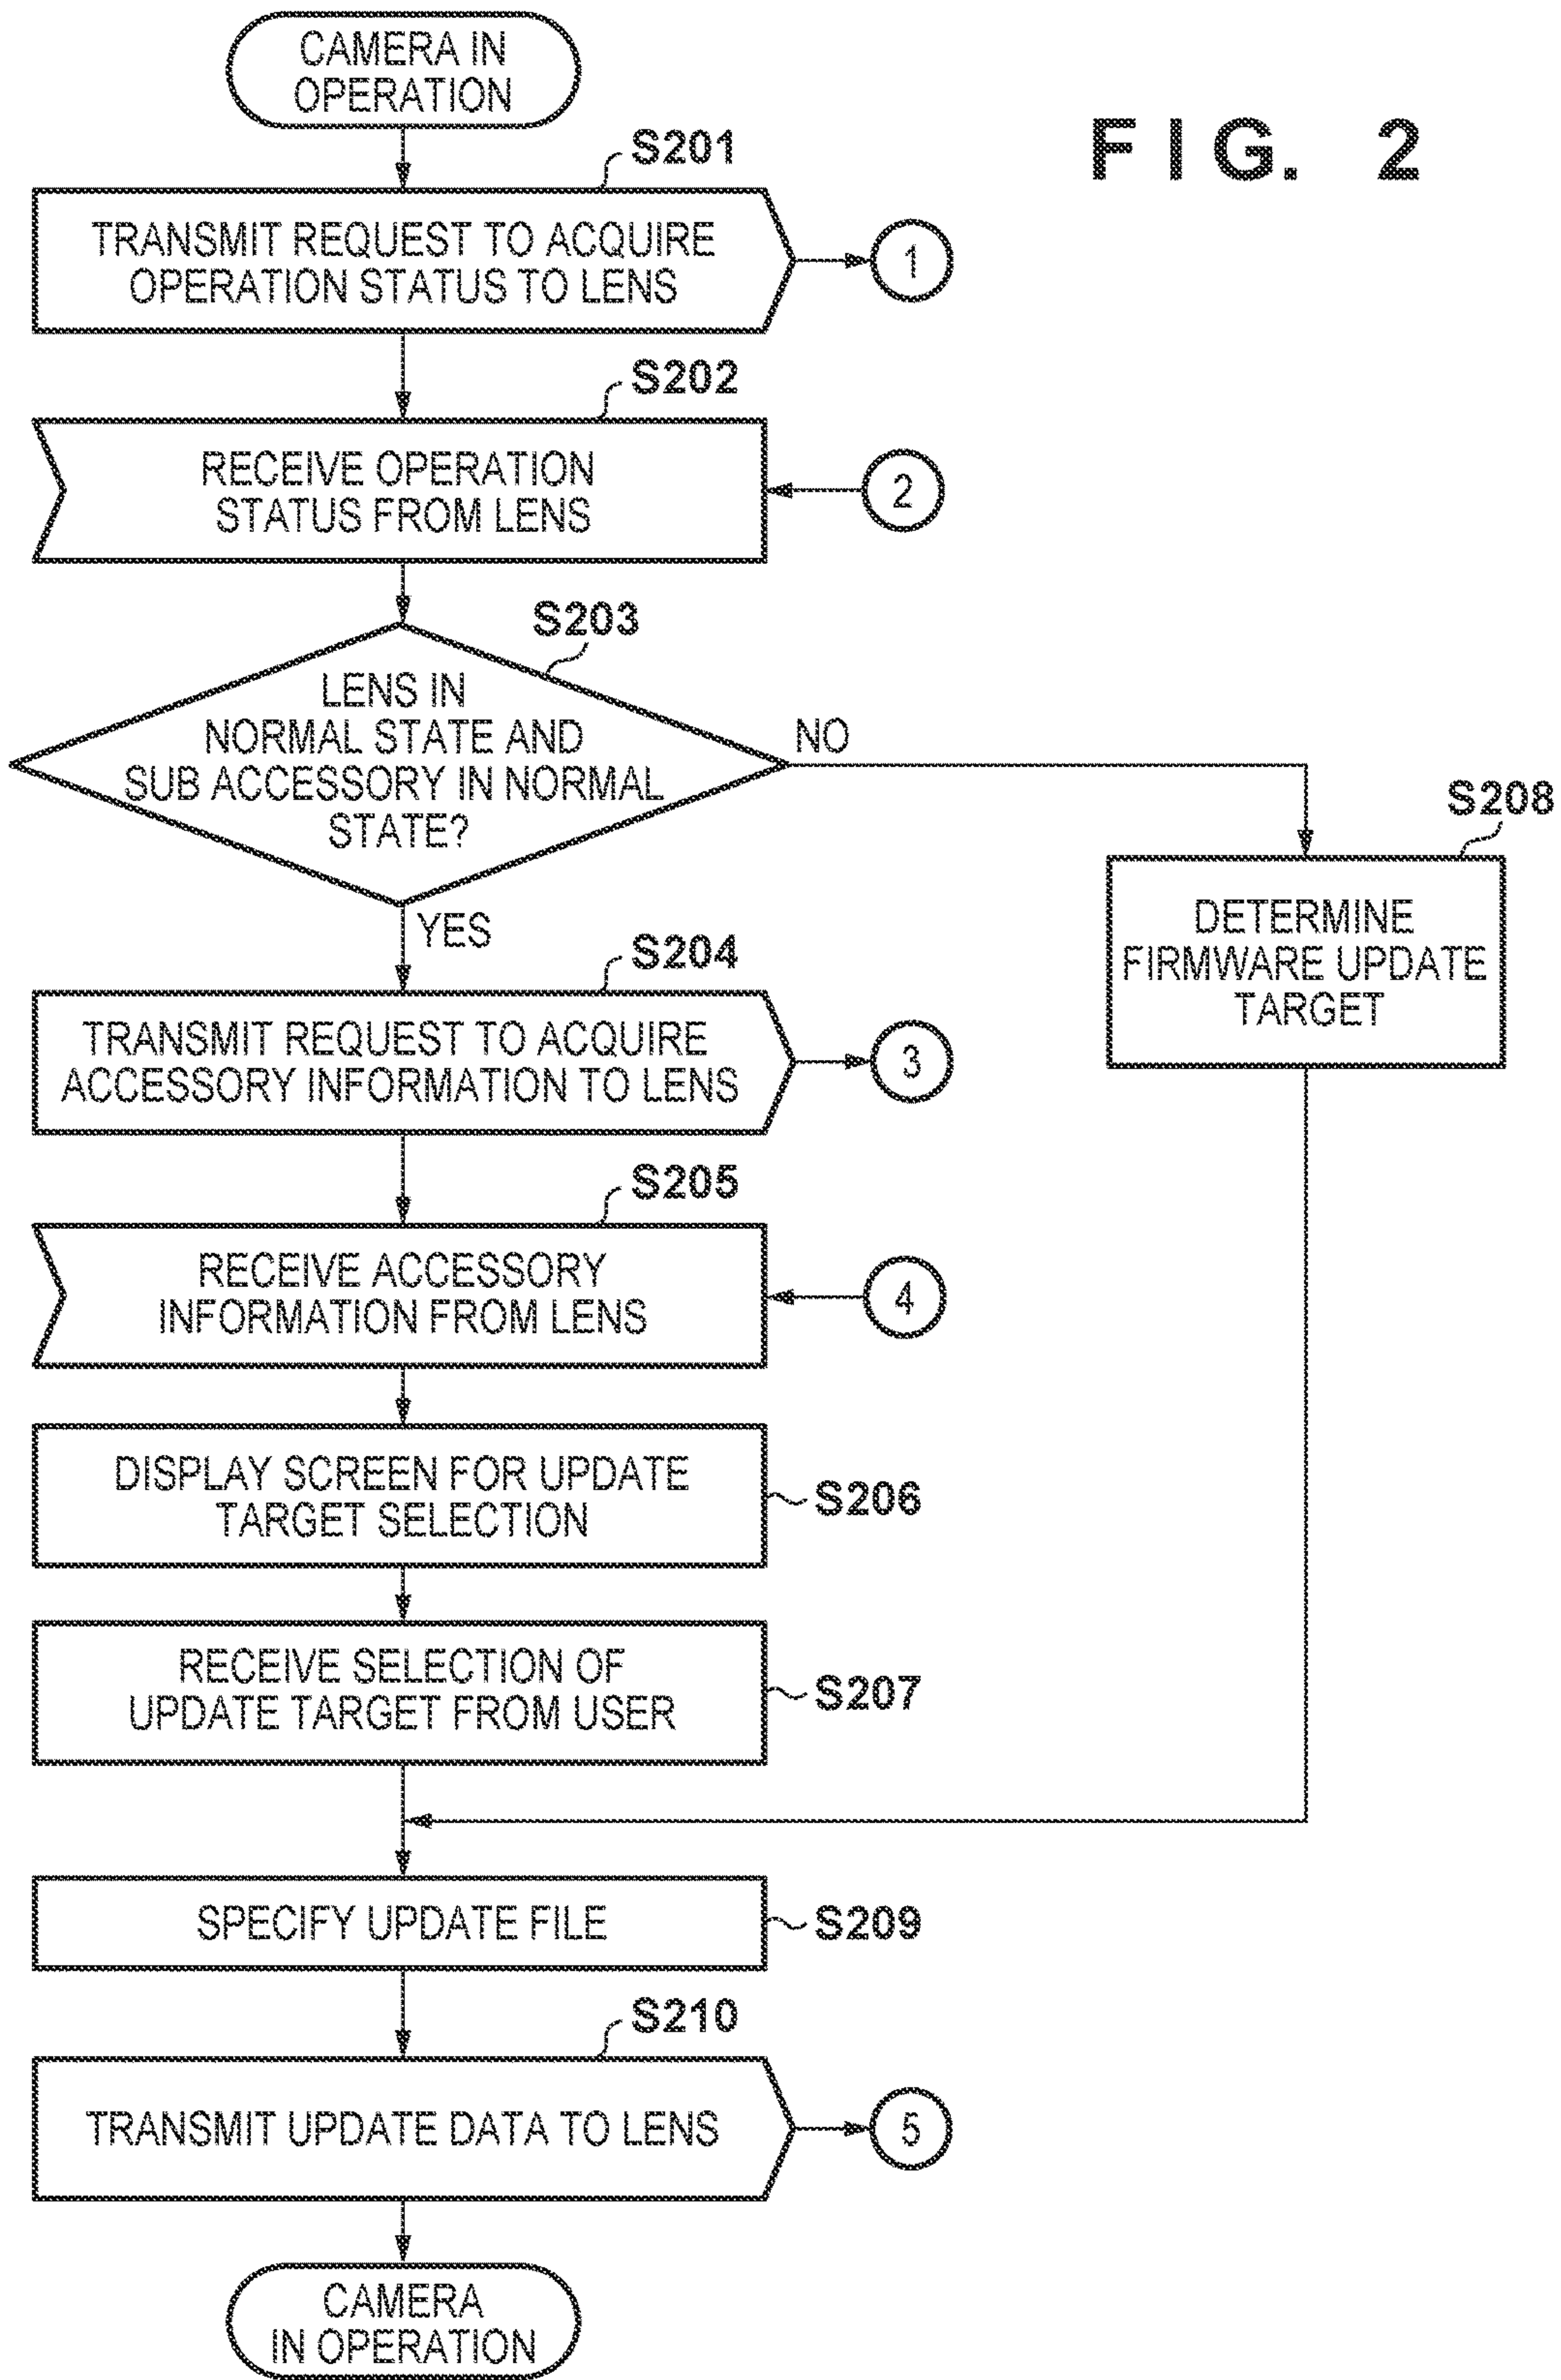 CAMERA IN
OPERATION
FIG. 2
S201
TRANSMIT REQUEST TO ACQUIRE
OPERATION STATUS TO LENS
1
S202
RECEIVE OPERATION
STATUS FROM LENS
2
S203
LENS IN
NORMAL STATE AND
SUB ACCESSORY IN NORMAL
STATE?
NO
YES
S208
DETERMINE
FIRMWARE UPDATE
TARGET
S204
TRANSMIT REQUEST TO ACQUIRE
ACCESSORY INFORMATION TO LENS
3
S205
RECEIVE ACCESSORY
INFORMATION FROM LENS
4
DISPLAY SCREEN FOR UPDATE
TARGET SELECTION
S206
RECEIVE SELECTION OF
UPDATE TARGET FROM USER
S207
SPECIFY UPDATE FILE
S209
S210
TRANSMIT UPDATE DATA TO LENS
5
CAMERA
IN OPERATION